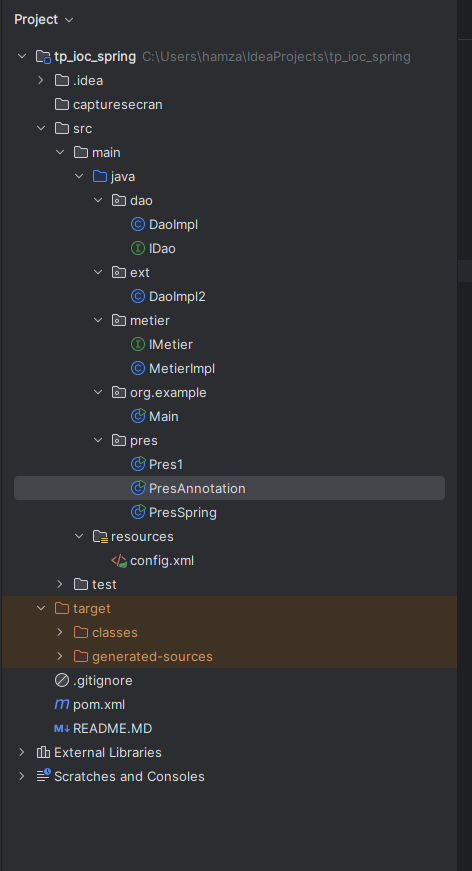 Project
tp_ioc_spring C:\Users\hamza\IdeaProjects\tp_ioc_spring
.idea
capturesecran
src
main
java
dao
DaoImpl
IDao
ext
DaoImpl2
metier
IMetier
MetierImpl
org.example
Main
pres
Pres1
PresAnnotation
PresSpring
resources
config.xml
test
target
classes
generated-sources
.gitignore
pom.xml
README.MD
External Libraries
Scratches and Consoles